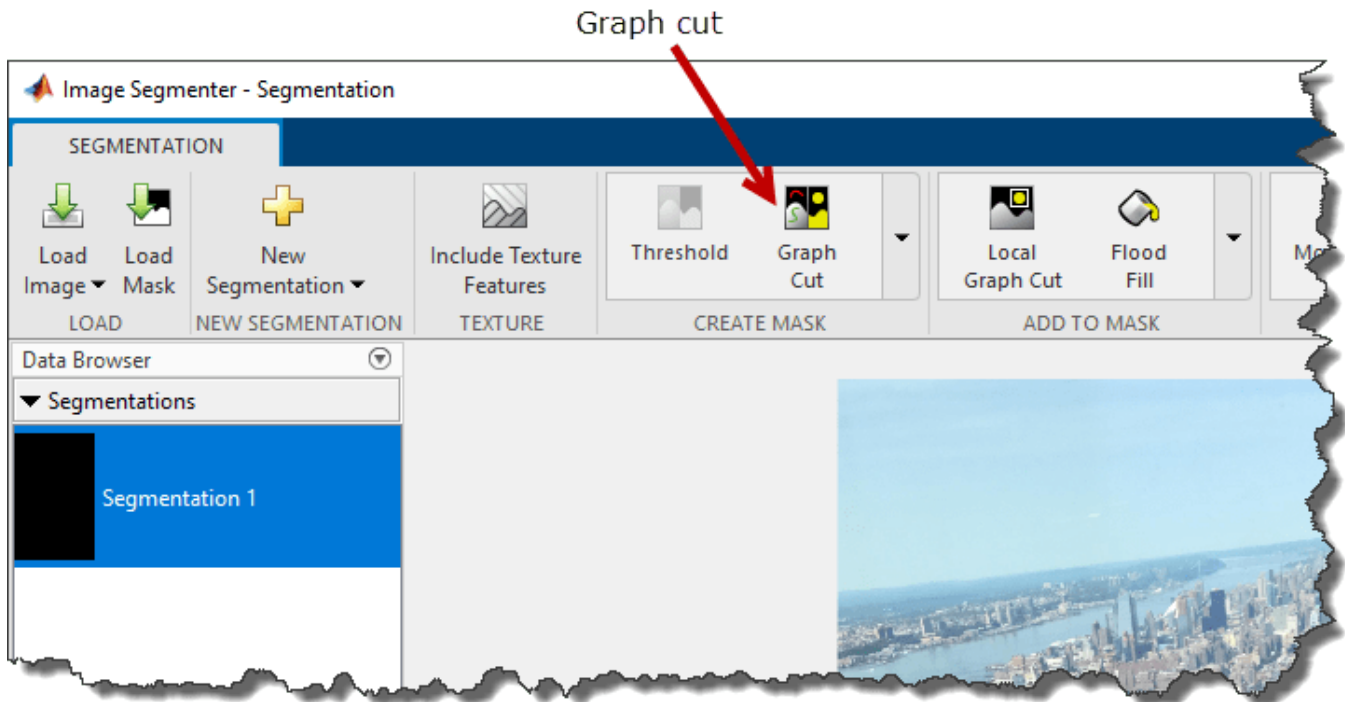 Graph cut
Image Segmenter - Segmentation
SEGMENTATION
Load Image
Load Mask
New Segmentation
Include Texture Features
Threshold
Graph Cut
Local Graph Cut
Flood Fill
LOAD
NEW SEGMENTATION
TEXTURE
CREATE MASK
ADD TO MASK
Data Browser
Segmentations
Segmentation 1